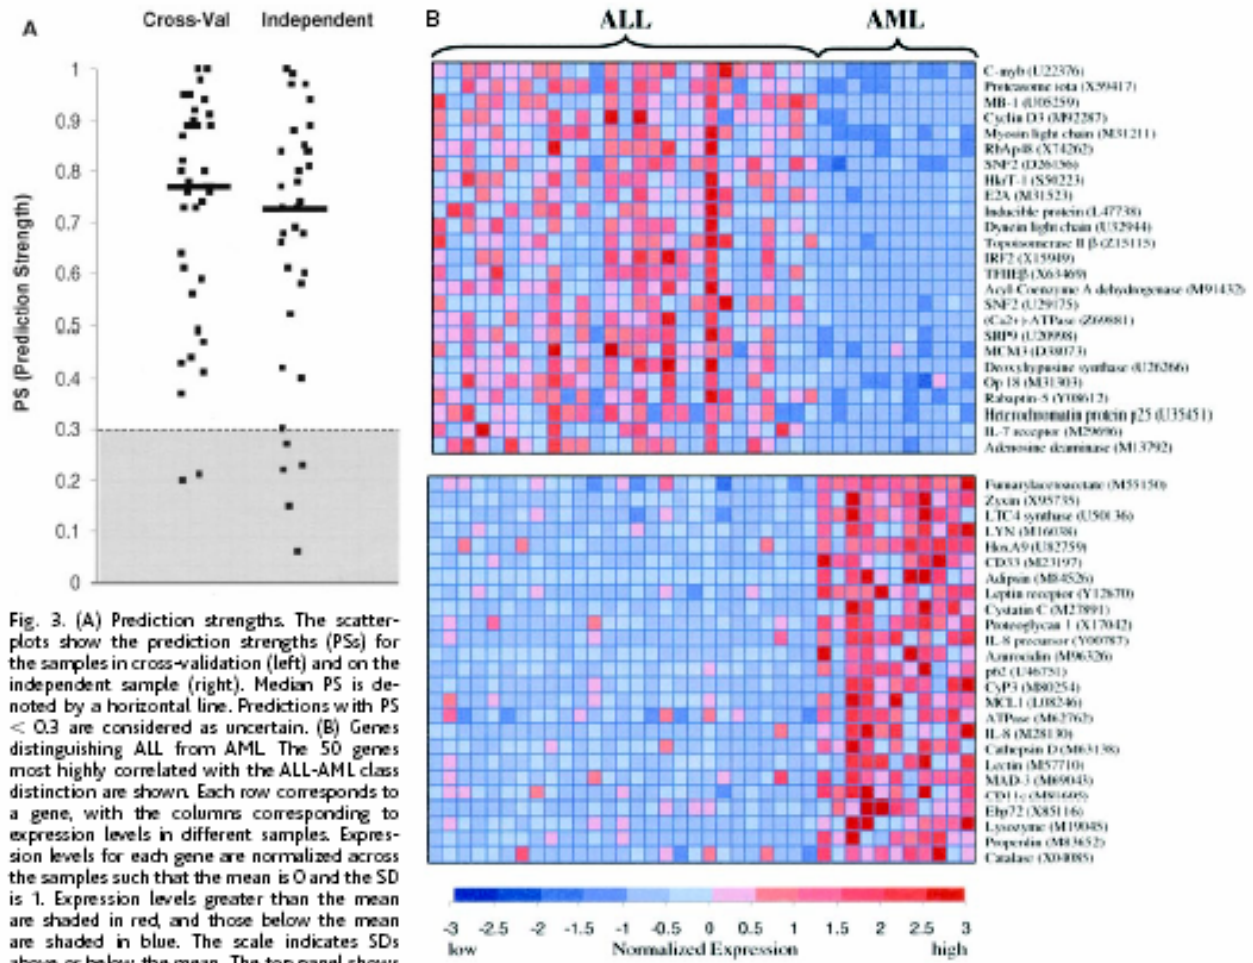 A
Cross-Val Independent
PS (Prediction Strength)
1
0.9
0.8
0.7
0.6
0.5
0.4
0.3
0.2
0.1
0
Fig. 3. (A) Prediction strengths. The scatter-
plots show the prediction strengths (PSs) for
the samples in cross-validation (left) and on the
independent sample (right). Median PS is de-
noted by a horizontal line. Predictions with PS
< 0.3 are considered as uncertain. (B) Genes
distinguishing ALL from AML The 50 genes
most highly correlated with the ALL-AML class
distinction are shown. Each row corresponds to
a gene, with the columns corresponding to
expression levels in different samples. Expres-
sion levels for each gene are normalized across
the samples such that the mean is 0 and the SD
is 1. Expression levels greater than the mean
are shaded in red, and those below the mean
are shaded in blue. The scale indicates SDs
above or below the mean. The top panel shows
B
ALL AML
C-myb (U22376)
Proteasome iota (X59417)
MB-1 (U05259)
Cyclin D3 (M92287)
Myosin light chain (M31211)
RbAp48 (X74262)
SNF2 (D26156)
HkrT-1 (S50223)
E2A (M31523)
Inducible protein (L47738)
Dynein light chain (U32944)
Topoisomerase II β (Z15115)
IRF2 (X15949)
TFIIEβ (X63469)
Acyl-Coenzyme A dehydrogenase (M91432)
SNF2 (U29175)
(Ca2+)-ATPase (Z69881)
SRP9 (U20998)
MCM3 (D38073)
Deoxyhypusine synthase (U26266)
Op 18 (M31303)
Rabaptin-5 (Y08612)
Heterochromatin protein p25 (U35451)
IL-7 receptor (M29696)
Adenosine deaminase (M13792)
Fumarylacetoacetate (M55150)
Zyxin (X95735)
LTC4 synthase (U50136)
LYN (M16038)
HoxA9 (U82759)
CD33 (M23197)
Adipsin (M84526)
Leptin receptor (Y12670)
Cystatin C (M27891)
Proteoglycan 1 (X17042)
IL-8 precursor (Y00787)
Azurocidin (M96326)
p62 (U46751)
CyP3 (M80254)
MCL1 (L08246)
ATPase (M62762)
IL-8 (M28130)
Cathepsin D (M63138)
Lectin (M57710)
MAD-3 (M69043)
CD11c (M81695)
Ebp72 (X85116)
Lysozyme (M19045)
Properdin (M83652)
Catalase (X04085)
-3 -2.5 -2 -1.5 -1 -0.5 0 0.5 1 1.5 2 2.5 3
low Normalized Expression high